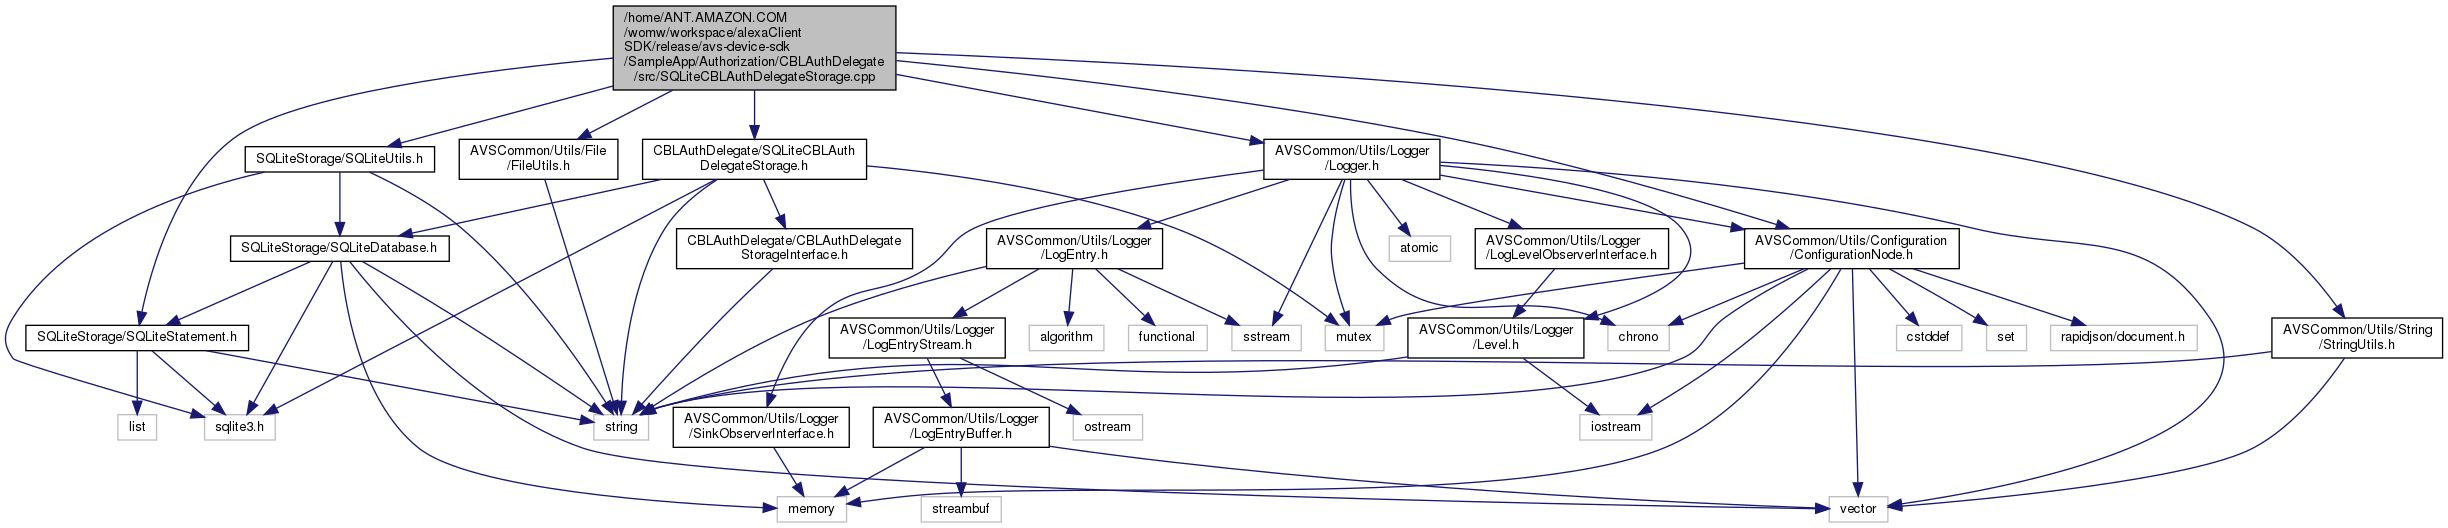 /home/ANT.AMAZON.COM
/womw/workspace/alexaClient
SDK/release/avs-device-sdk
/SampleApp/Authorization/CBLAuthDelegate
/src/SQLiteCBLAuthDelegateStorage.cpp
SQLiteStorage/SQLiteUtils.h
AVSCommon/Utils/File
/FileUtils.h
CBLAuthDelegate/SQLiteCBLAuth
DelegateStorage.h
AVSCommon/Utils/Logger
/Logger.h
SQLiteStorage/SQLiteDatabase.h
CBLAuthDelegate/CBLAuthDelegate
StorageInterface.h
AVSCommon/Utils/Logger
/LogEntry.h
atomic
AVSCommon/Utils/Logger
/LogLevelObserverInterface.h
AVSCommon/Utils/Configuration
/ConfigurationNode.h
SQLiteStorage/SQLiteStatement.h
AVSCommon/Utils/Logger
/LogEntryStream.h
algorithm
functional
sstream
mutex
AVSCommon/Utils/Logger
/Level.h
chrono
cstddef
set
rapidjson/document.h
AVSCommon/Utils/String
/StringUtils.h
list
sqlite3.h
string
AVSCommon/Utils/Logger
/SinkObserverInterface.h
AVSCommon/Utils/Logger
/LogEntryBuffer.h
ostream
iostream
memory
streambuf
vector